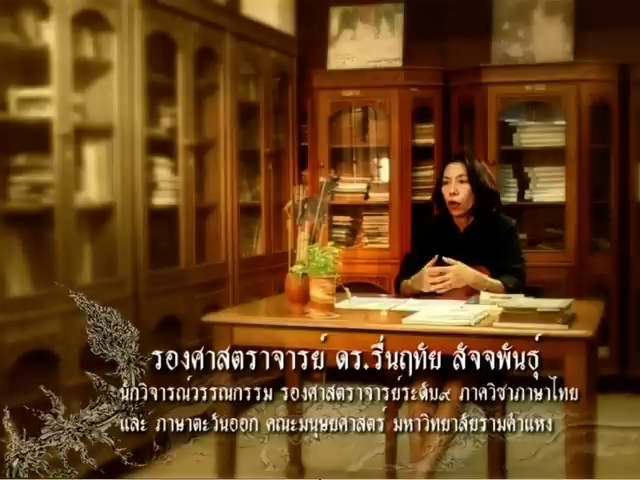 รองศาสตราจารย์ ดร.รื่นฤทัย สัจจพันธุ์
นักวิจารณ์วรรณกรรม รองศาสตราจารย์ระดับ๙ ภาควิชาภาษาไทย
และ ภาษาตะวันออก คณะมนุษยศาสตร์ มหาวิทยาลัยรามคำแหง